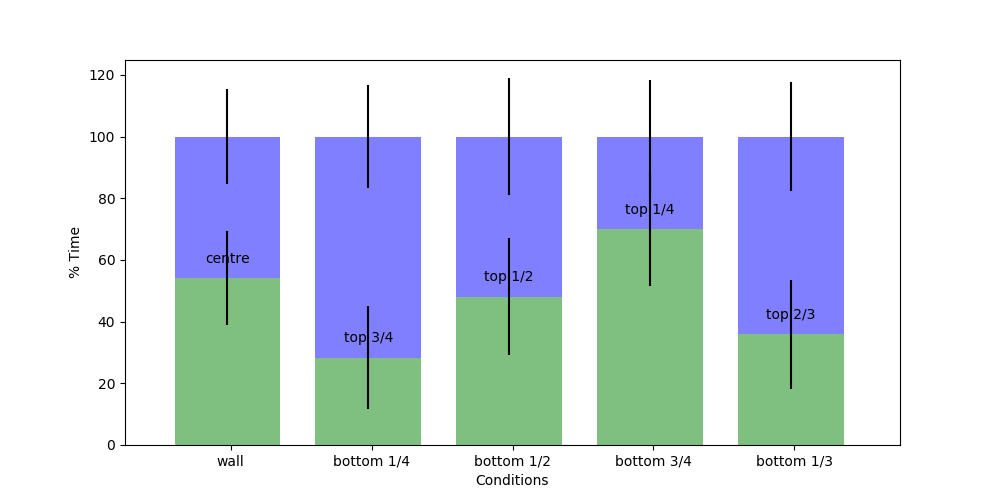 120
100
80
60
40
20
0
% Time
top 1/4
centre
top 1/2
top 3/4
top 2/3
wall
bottom 1/4
bottom 1/2
bottom 3/4
bottom 1/3
Conditions